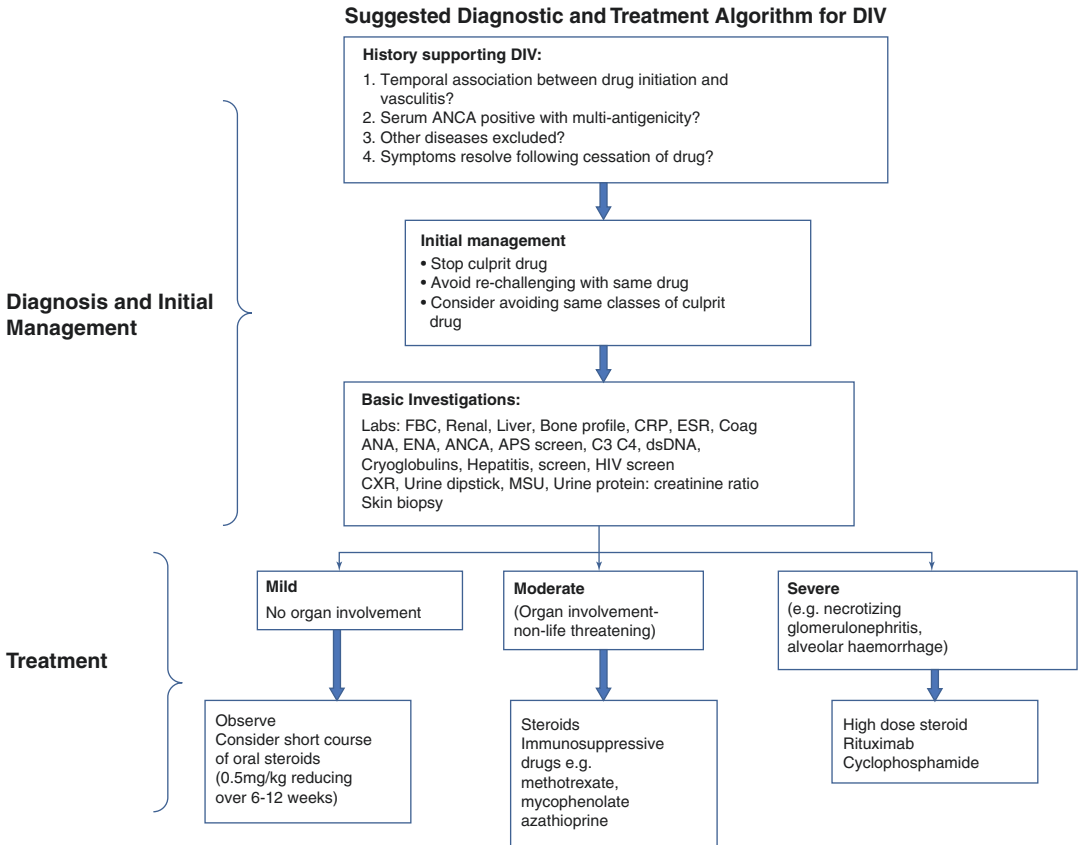 Suggested Diagnostic and Treatment Algorithm for DIV
History supporting DIV:
1. Temporal association between drug initiation and
vasculitis?
2. Serum ANCA positive with multi-antigenicity?
3. Other diseases excluded?
4. Symptoms resolve following cessation of drug?
Diagnosis and Initial
Management
Initial management
• Stop culprit drug
• Avoid re-challenging with same drug
• Consider avoiding same classes of culprit
drug
Basic Investigations:
Labs: FBC, Renal, Liver, Bone profile, CRP, ESR, Coag
ANA, ENA, ANCA, APS screen, C3 C4, dsDNA,
Cryoglobulins, Hepatitis, screen, HIV screen
CXR, Urine dipstick, MSU, Urine protein: creatinine ratio
Skin biopsy
Treatment
Mild
No organ involvement
Moderate
(Organ involvement-
non-life threatening)
Severe
(e.g. necrotizing
glomerulonephritis,
alveolar haemorrhage)
Observe
Consider short course
of oral steroids
(0.5mg/kg reducing
over 6-12 weeks)
Steroids
Immunosuppressive
drugs e.g.
methotrexate,
mycophenolate
azathioprine
High dose steroid
Rituximab
Cyclophosphamide